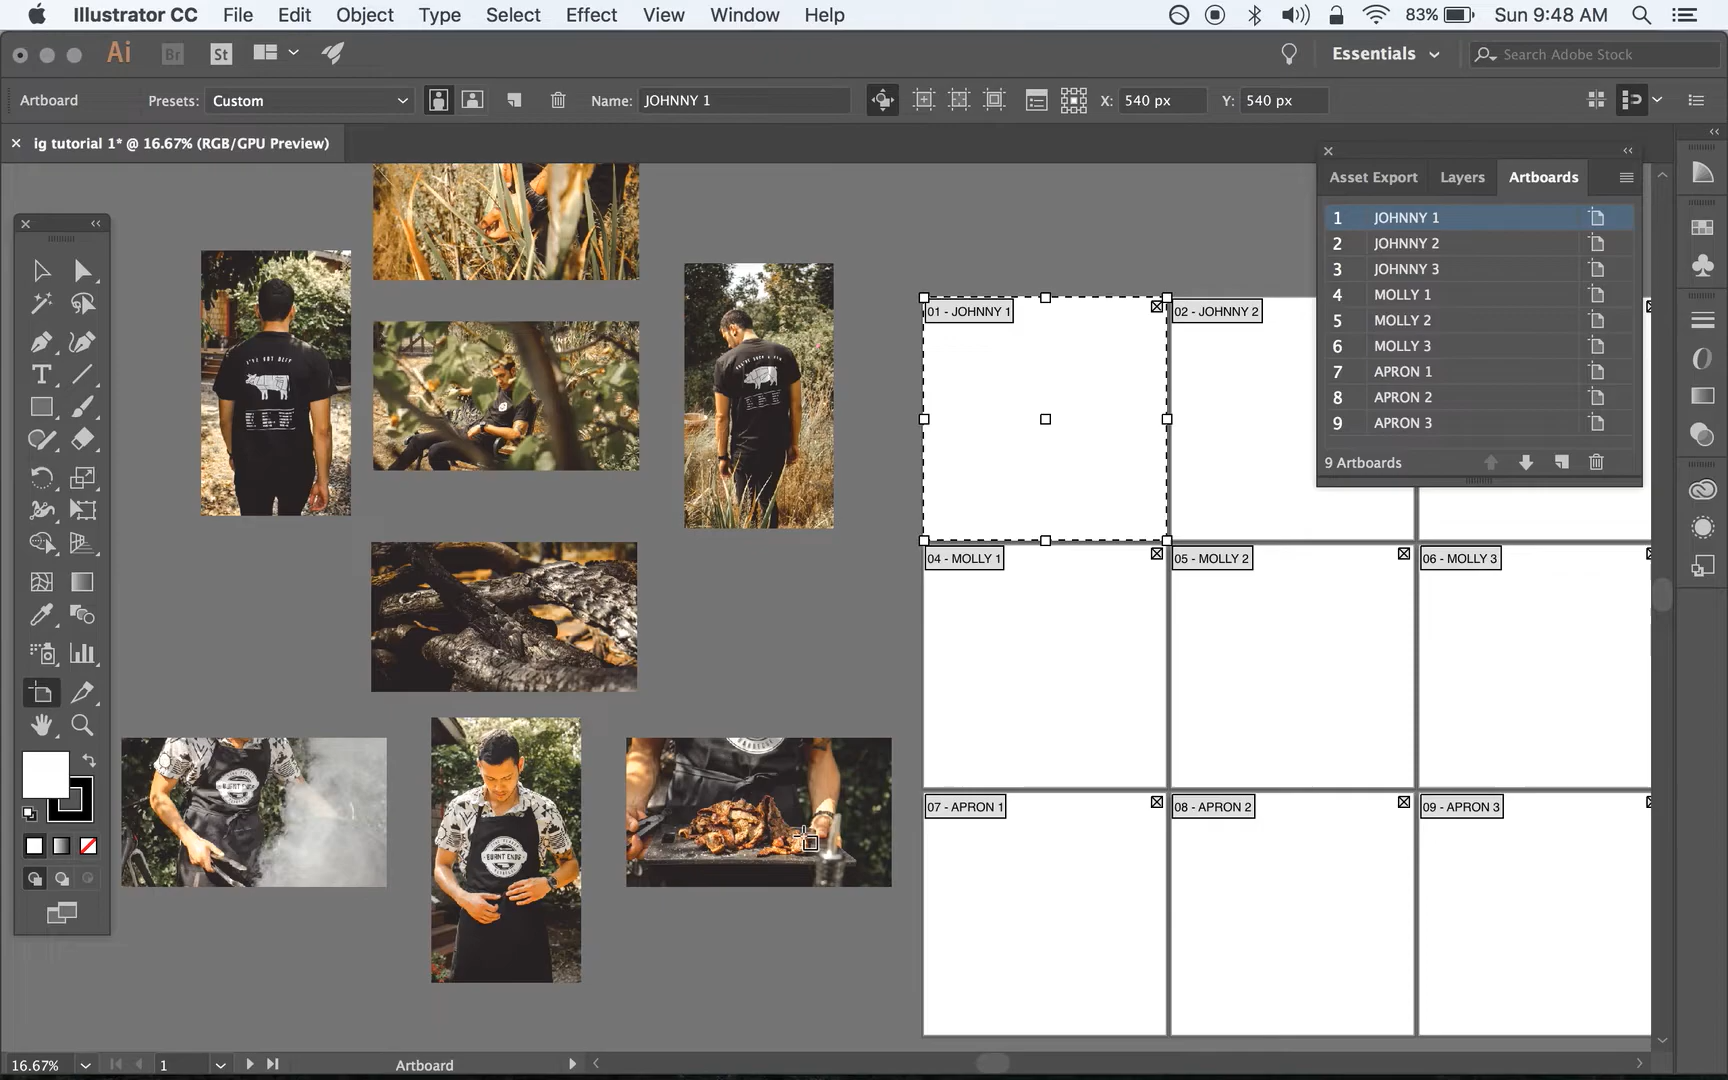 Illustrator CC File Edit Object Type Select Effect View Window Help 83% Sun 9:48 AM
Ai Br St Essentials Search Adobe Stock
Artboard Presets: Custom Name: JOHNNY 1 X: 540 px Y: 540 px
× ig tutorial 1* @ 16.67% (RGB/GPU Preview)
Asset Export Layers Artboards
1 JOHNNY 1
2 JOHNNY 2
3 JOHNNY 3
4 MOLLY 1
5 MOLLY 2
6 MOLLY 3
7 APRON 1
8 APRON 2
9 APRON 3
9 Artboards
01 - JOHNNY 1
02 - JOHNNY 2
04 - MOLLY 1
05 - MOLLY 2
06 - MOLLY 3
07 - APRON 1
08 - APRON 2
09 - APRON 3
BURNT ENDS
16.67% 1 Artboard